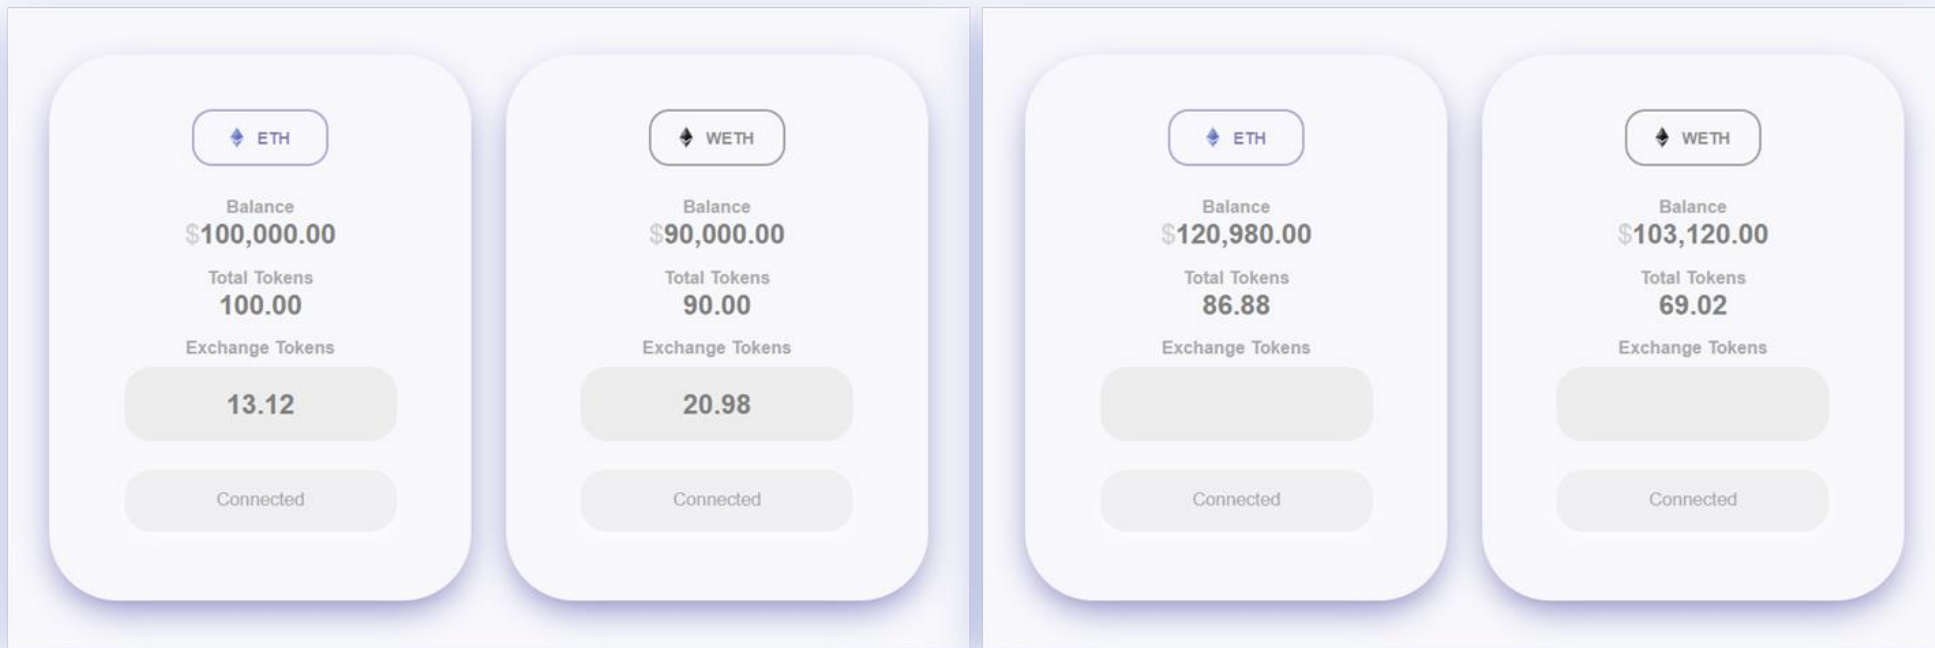 ETH
Balance
$100,000.00
Total Tokens
100.00
Exchange Tokens
13.12
Connected
WETH
Balance
$90,000.00
Total Tokens
90.00
Exchange Tokens
20.98
Connected
ETH
Balance
$120,980.00
Total Tokens
86.88
Exchange Tokens
Connected
WETH
Balance
$103,120.00
Total Tokens
69.02
Exchange Tokens
Connected